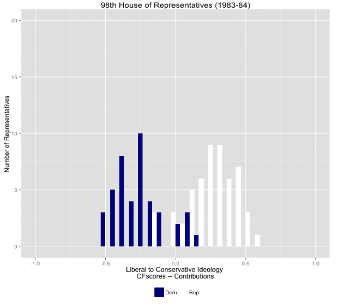 98th House of Representatives (1983-84)
Number of Representatives
20
15
10
5
0
-1.0
-0.5
0.0
0.5
1.0
Liberal to Conservative Ideology
CFscores -- Contributions
Dem
Rep